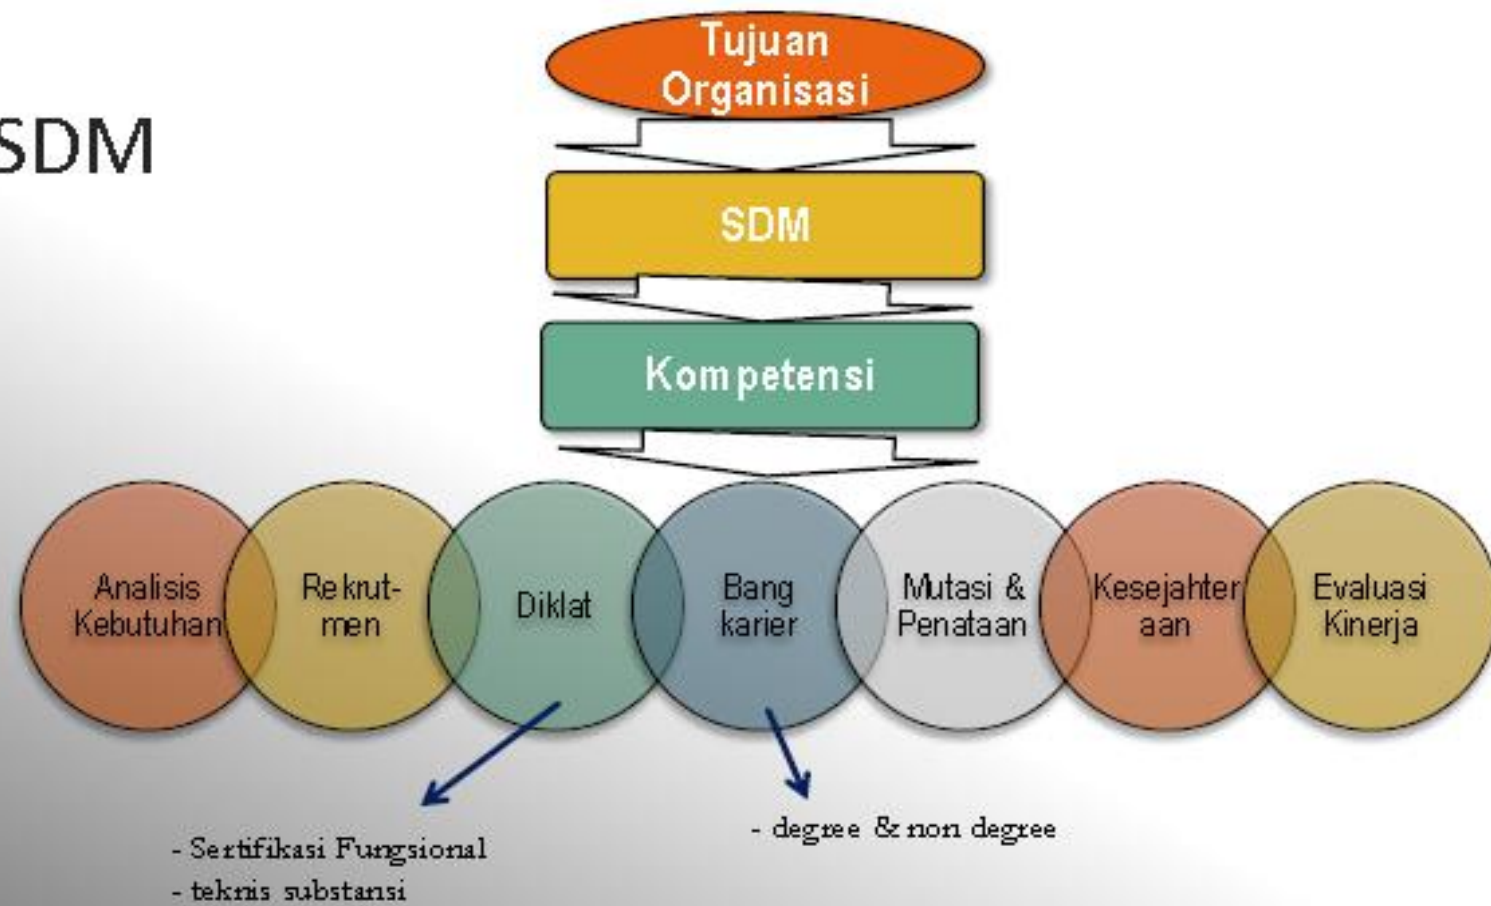 SDM
Tujuan
Organisasi
SDM
Kompetensi
Analisis
Kebutuhan
Rekrut-
men
Diklat
Bang
karier
Mutasi &
Penataan
Kesejahter
aan
Evaluasi
Kinerja
- Sertifikasi Fungsional
- teknis substansi
- degree & non degree